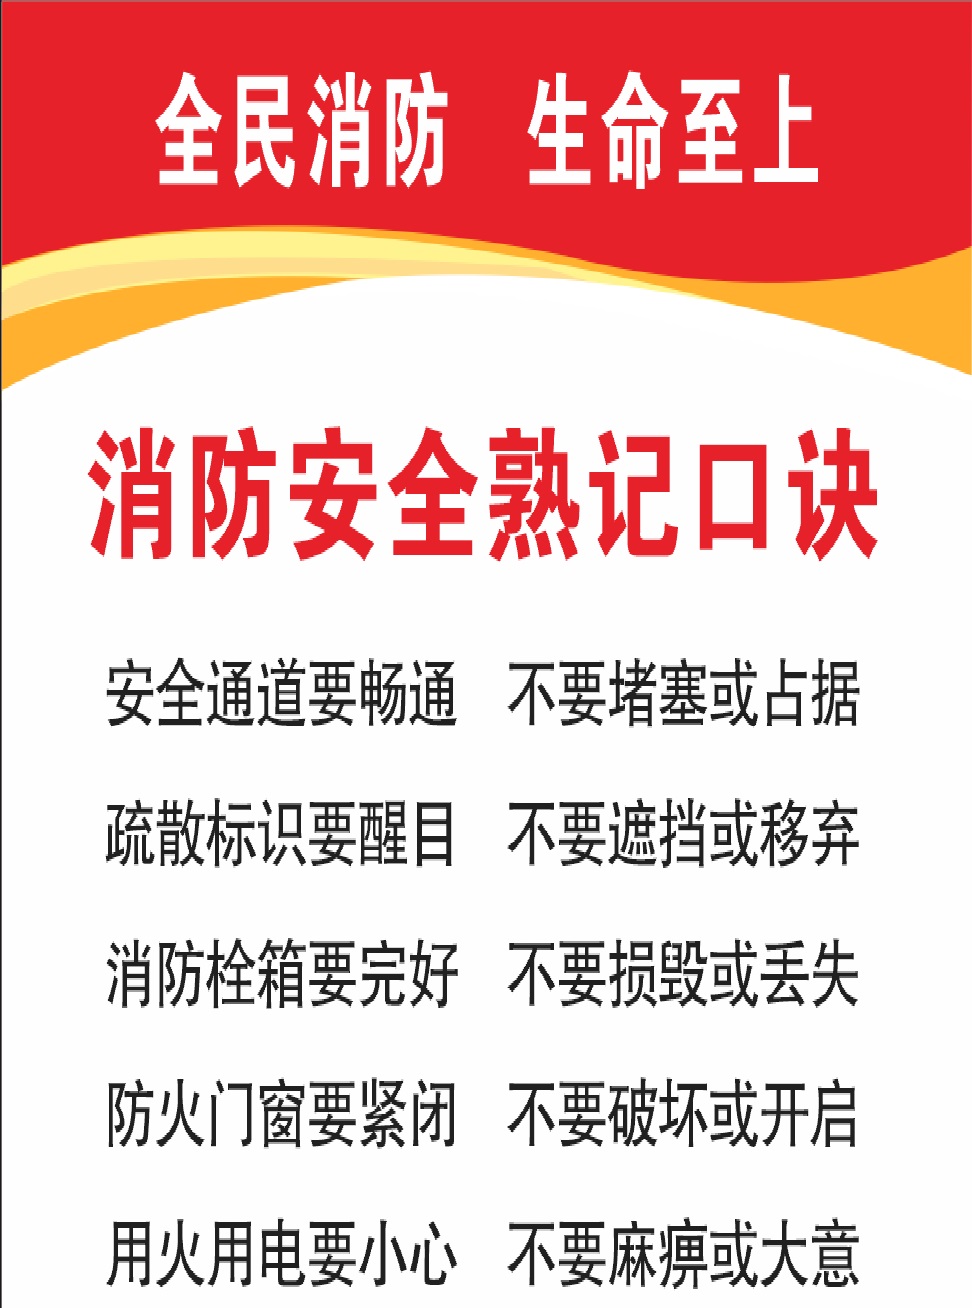 全民消防 生命至上
消防安全熟记口诀
安全通道要畅通 不要堵塞或占据
疏散标识要醒目 不要遮挡或移弃
消防栓箱要完好 不要损毁或丢失
防火门窗要紧闭 不要破坏或开启
用火用电要小心 不要麻痹或大意